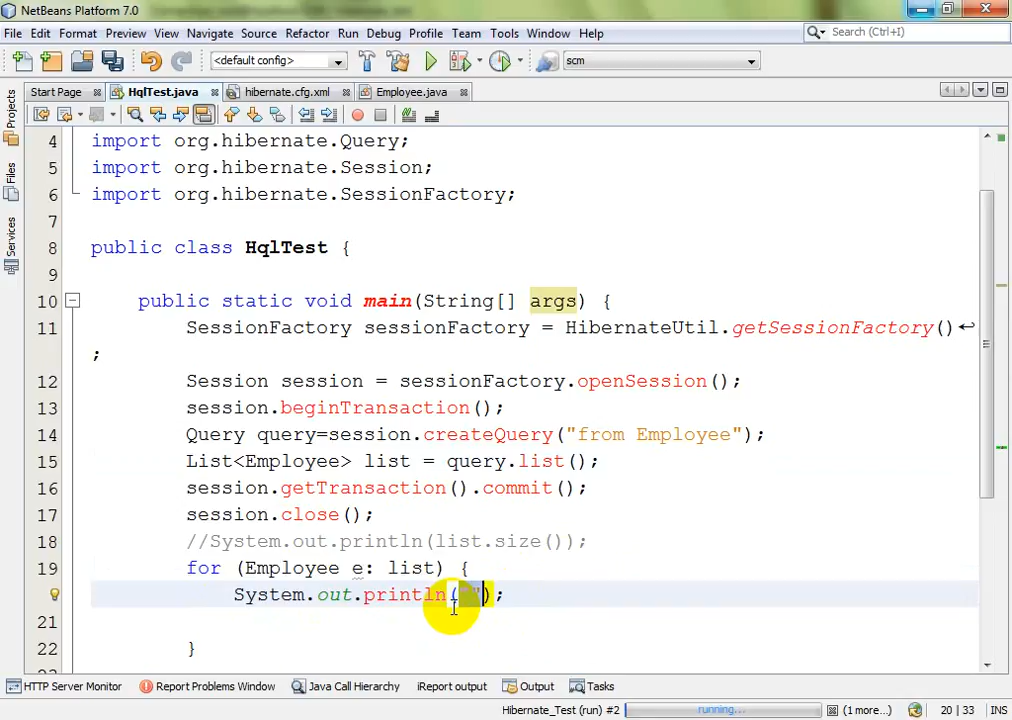 NetBeans Platform 7.0
File Edit Format Preview View Navigate Source Refactor Run Debug Profile Team Tools Window Help
Search (Ctrl+I)
<default config>
scm
Start Page HqlTest.java hibernate.cfg.xml Employee.java
Projects
Files
Services
4 import org.hibernate.Query;
5 import org.hibernate.Session;
6 import org.hibernate.SessionFactory;
7
8 public class HqlTest {
9
10 public static void main(String[] args) {
11 SessionFactory sessionFactory = HibernateUtil.getSessionFactory()
;
12 Session session = sessionFactory.openSession();
13 session.beginTransaction();
14 Query query=session.createQuery("from Employee");
15 List<Employee> list = query.list();
16 session.getTransaction().commit();
17 session.close();
18 //System.out.println(list.size());
19 for (Employee e: list) {
System.out.println("");
21
22 }
HTTP Server Monitor Report Problems Window Java Call Hierarchy iReport output Output Tasks
Hibernate_Test (run) #2 running... (1 more...) 20 | 33 INS